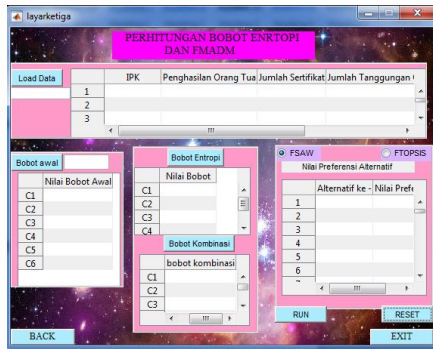 layarketiga
PERHITUNGAN BOBOT ENRTOPI
DAN FMADM
Load Data
IPK Penghasilan Orang Tua Jumlah Sertifikat Jumlah Tanggungan
1
2
3
Bobot awal
Nilai Bobot Awal
C1
C2
C3
C4
C5
C6
Bobot Entropi
Nilai Bobot
C1
C2
C3
C4
Bobot Kombinasi
bobot kombinasi
C1
C2
C3
FSAW FTOPSIS
Nilai Preferensi Alternatif
Alternatif ke - Nilai Prefe
1
2
3
4
5
6
RUN RESET
BACK EXIT